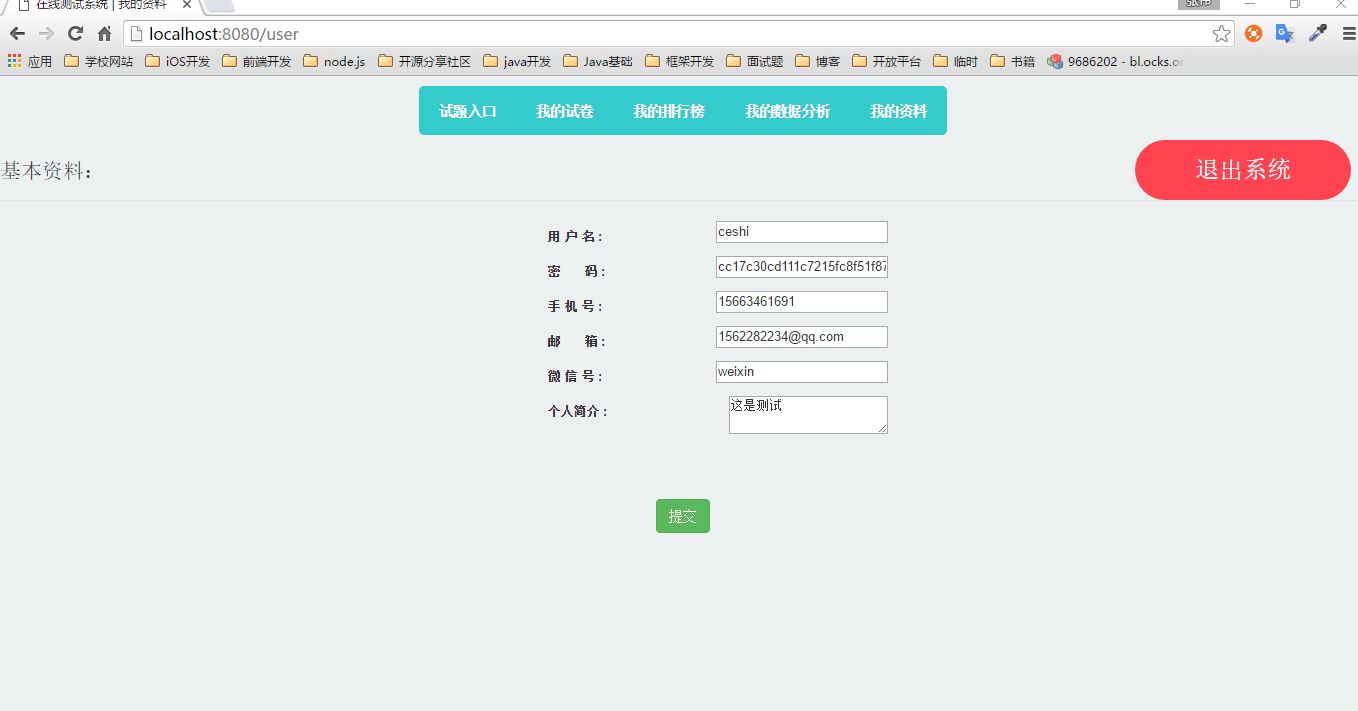 在线测试系统 | 我的资料
localhost:8080/user
应用 学校网站 iOS开发 前端开发 node.js 开源分享社区 java开发 Java基础 框架开发 面试题 博客 开放平台 临时 书籍 9686202 - bl.ocks.or
试题入口 我的试卷 我的排行榜 我的数据分析 我的资料
基本资料：
退出系统
用 户 名 : ceshi
密 码 : cc17c30cd111c7215fc8f51f87
手 机 号 : 15663461691
邮 箱 : 1562282234@qq.com
微 信 号 : weixin
个人简介 : 这是测试
提交